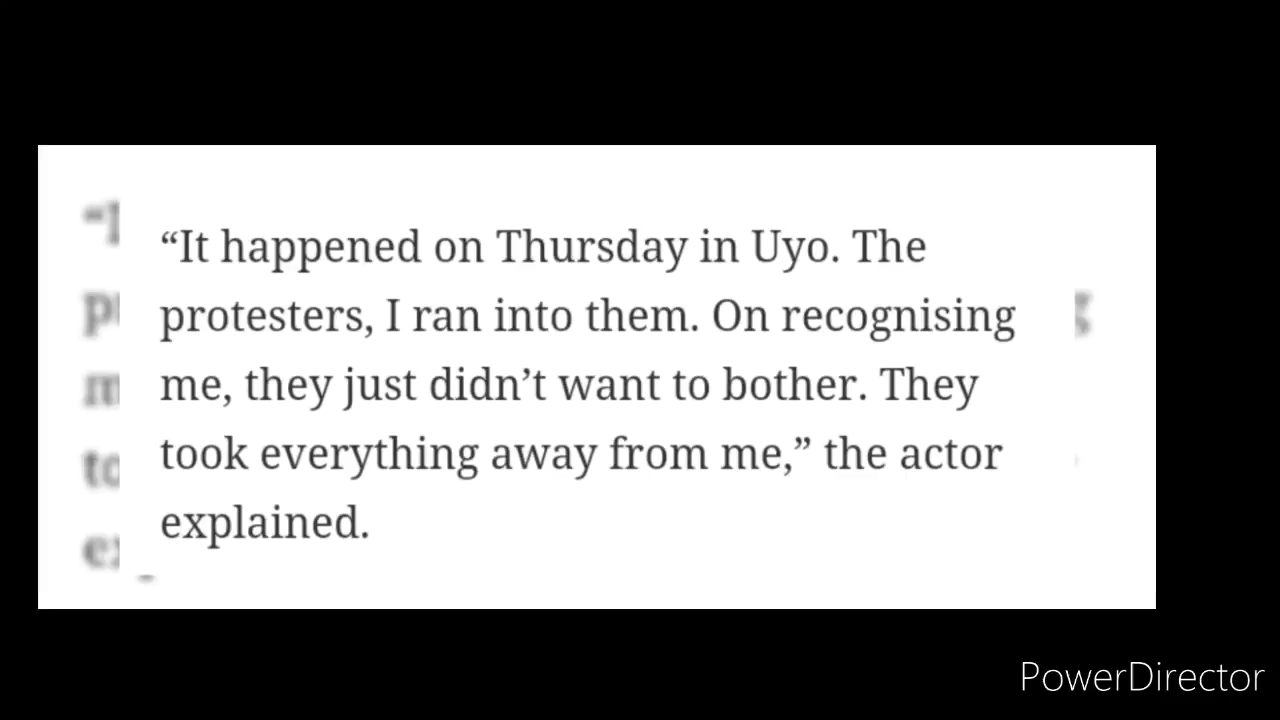 “It happened on Thursday in Uyo. The
protesters, I ran into them. On recognising
me, they just didn’t want to bother. They
took everything away from me,” the actor
explained.
PowerDirector